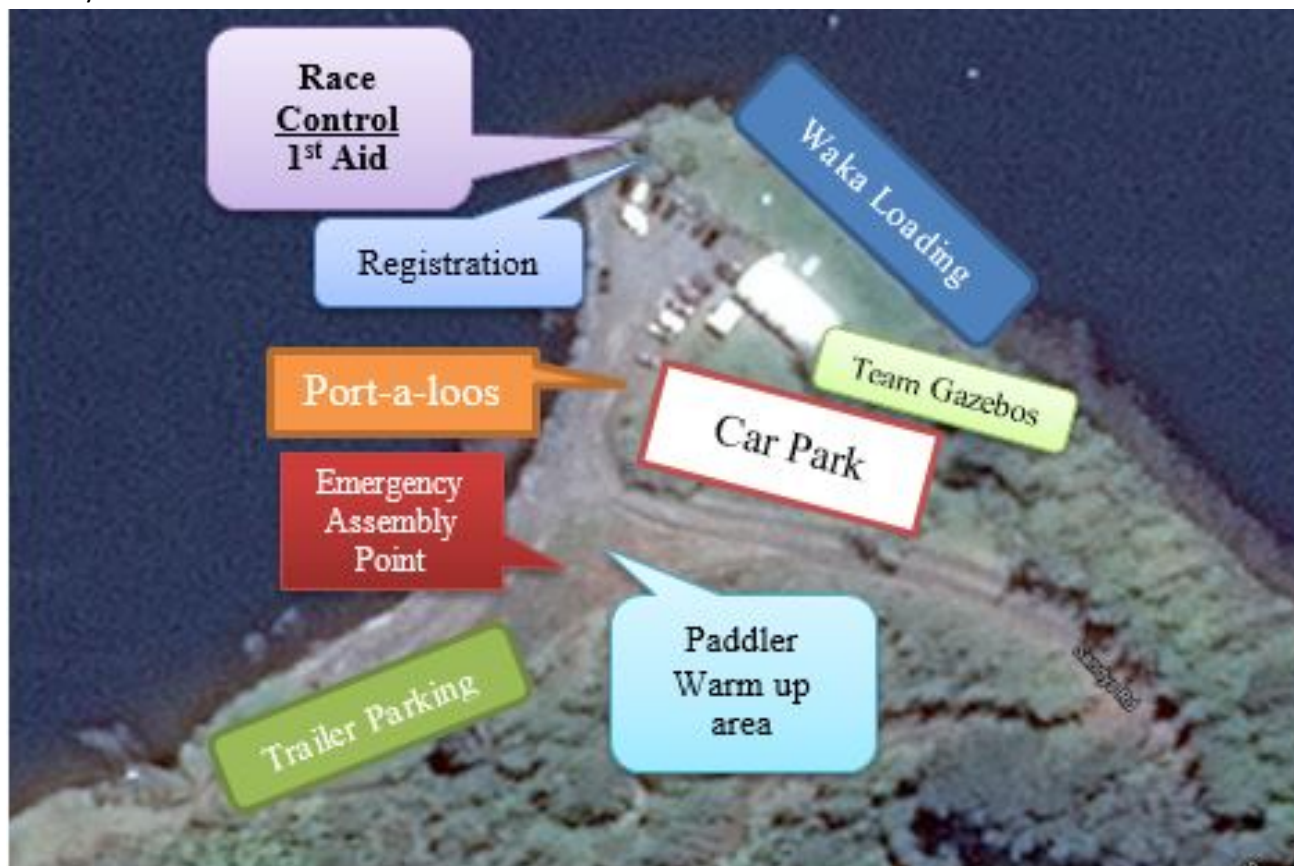 Race
Control
1st Aid
Waka Loading
Registration
Team Gazebos
Port-a-loos
Car Park
Emergency
Assembly
Point
Paddler
Warm up
area
Trailer Parking